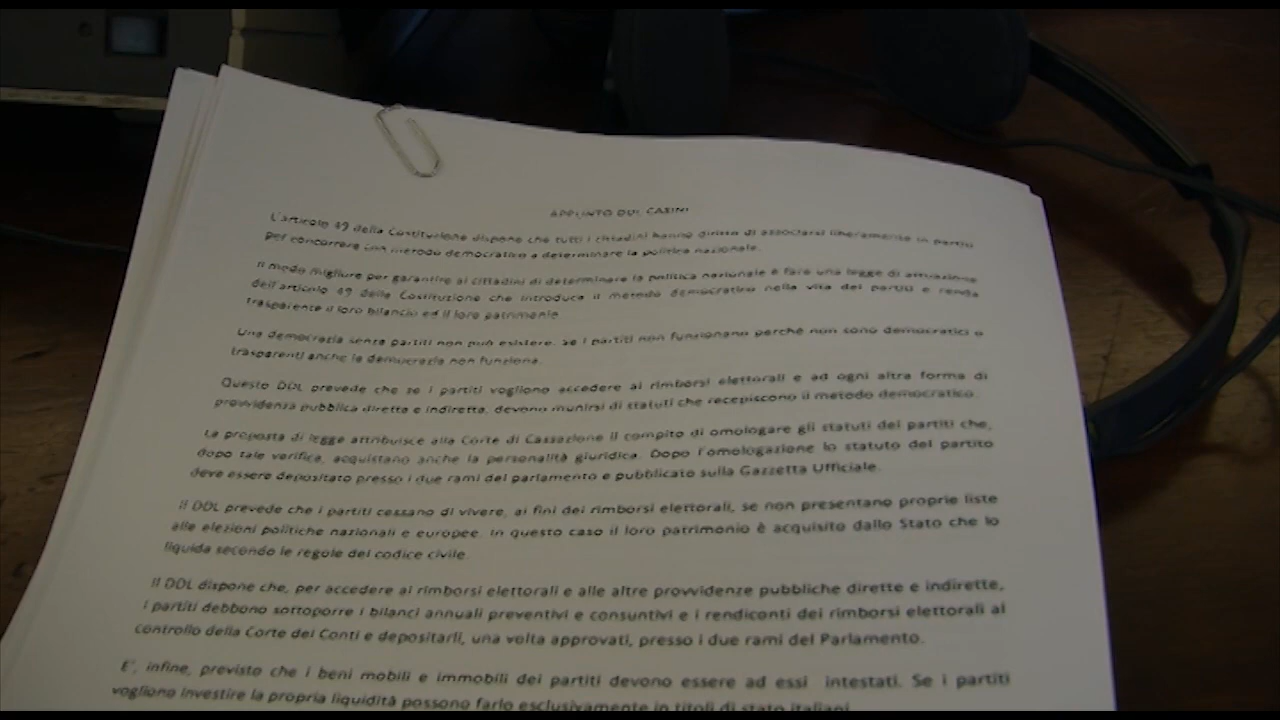 APPUNTO DDL CASINI
L'articolo 49 della Costituzione dispone che tutti i cittadini hanno diritto di associarsi liberamente in partiti
per concorrere con metodo democratico a determinare la politica nazionale.
Il modo migliore per garantire ai cittadini di determinare la politica nazionale è fare una legge di attuazione
dell'articolo 49 della Costituzione che introduca il metodo democratico nella vita dei partiti e renda
trasparente il loro bilancio ed il loro patrimonio
Una democrazia senza partiti non può esistere. Se i partiti non funzionano perché non sono democratici o
trasparenti anche la democrazia non funziona.
Questo DDL prevede che se i partiti vogliono accedere ai rimborsi elettorali e ad ogni altra forma di
provvidenza pubblica diretta e indiretta, devono munirsi di statuti che recepiscono il metodo democratico.
La proposta di legge attribuisce alla Corte di Cassazione il compito di omologare gli statuti dei partiti che,
dopo tale verifica, acquistano anche la personalità giuridica. Dopo l'omologazione lo statuto del partito
deve essere depositato presso i due rami del parlamento e pubblicato sulla Gazzetta Ufficiale.
Il DDL prevede che i partiti cessano di vivere, ai fini dei rimborsi elettorali, se non presentano proprie liste
alle elezioni politiche nazionali e europee. In questo caso il loro patrimonio è acquisito dallo Stato che lo
liquida secondo le regole del codice civile.
Il DDL dispone che, per accedere ai rimborsi elettorali e alle altre provvidenze pubbliche dirette e indirette,
i partiti debbono sottoporre i bilanci annuali preventivi e consuntivi e i rendiconti dei rimborsi elettorali al
controllo della Corte dei Conti e depositarli, una volta approvati, presso i due rami del Parlamento.
E', infine, previsto che i beni mobili e immobili dei partiti devono essere ad essi intestati. Se i partiti
vogliono investire la propria liquidità possono farlo esclusivamente in titoli di stato italiani.